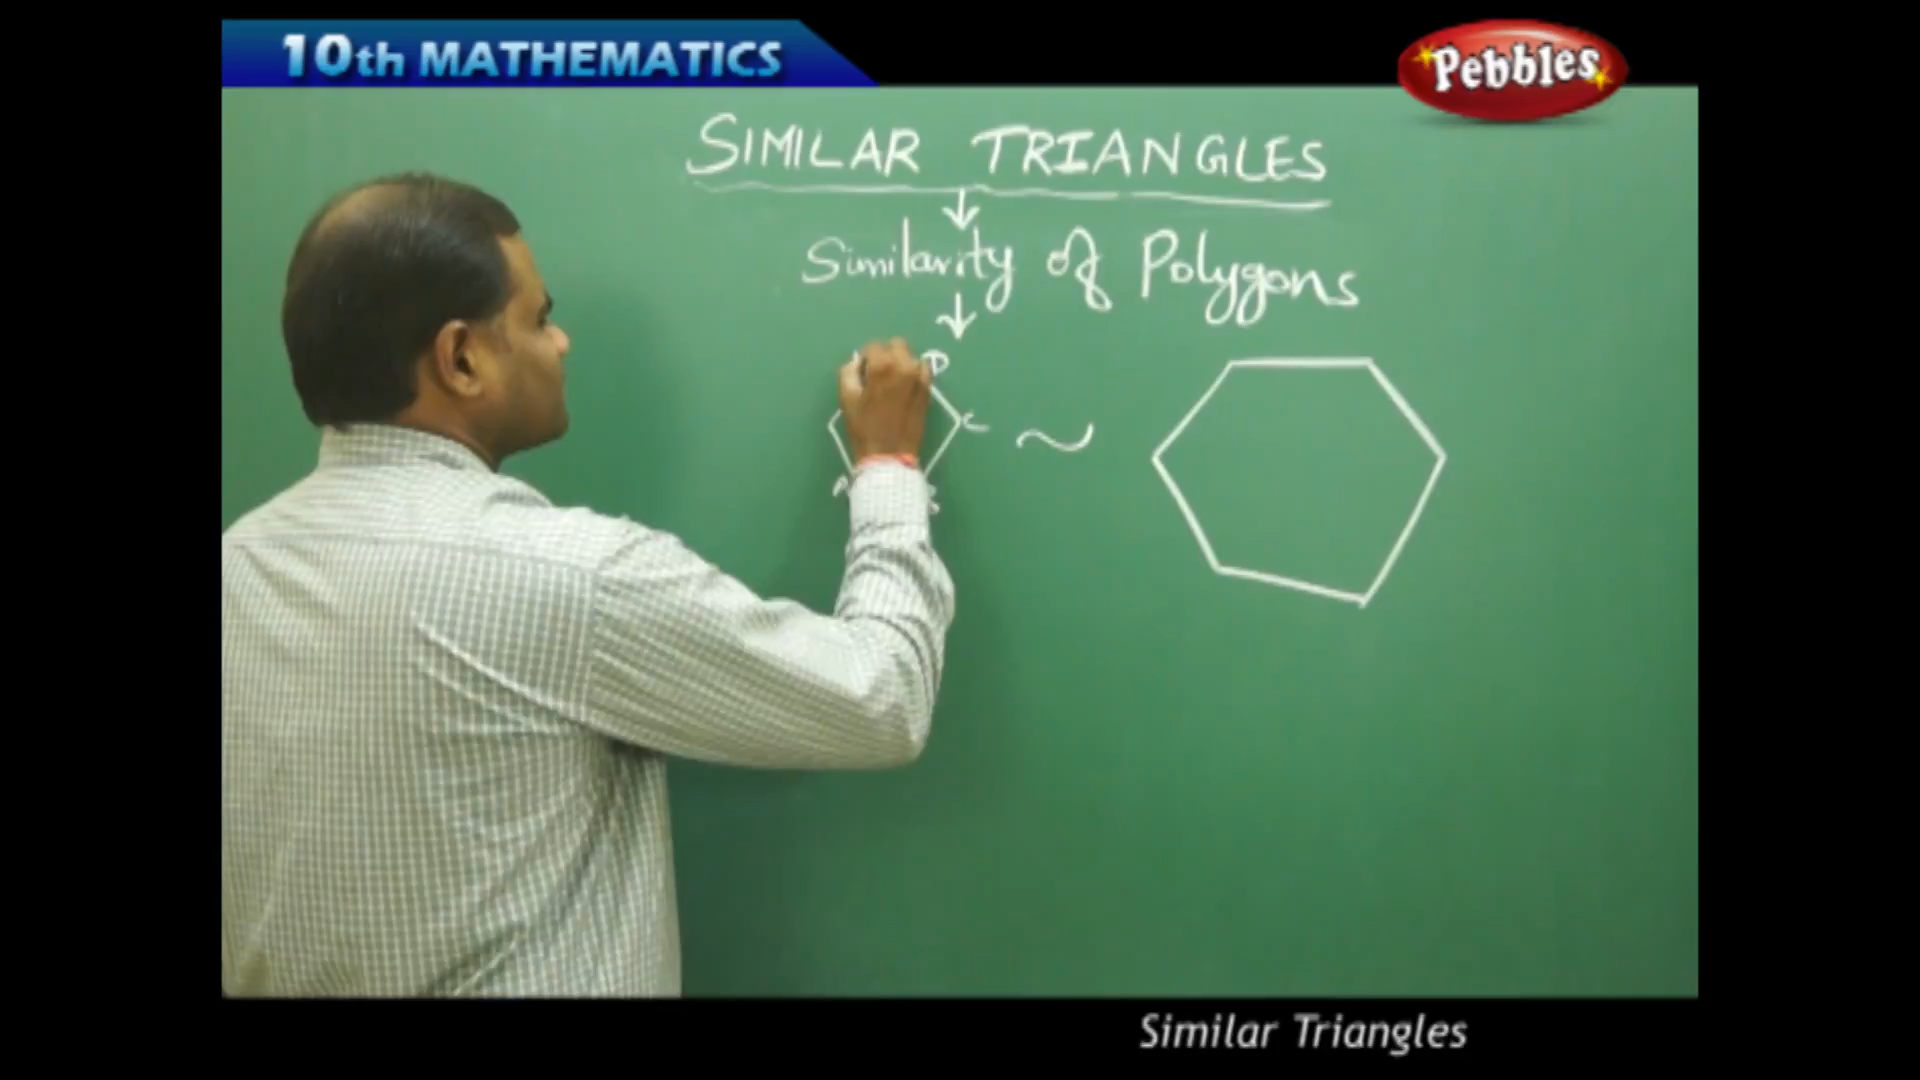 10th MATHEMATICS
Pebbles
SIMILAR TRIANGLES
Similarity of Polygons
D
C
~
A
B
Similar Triangles